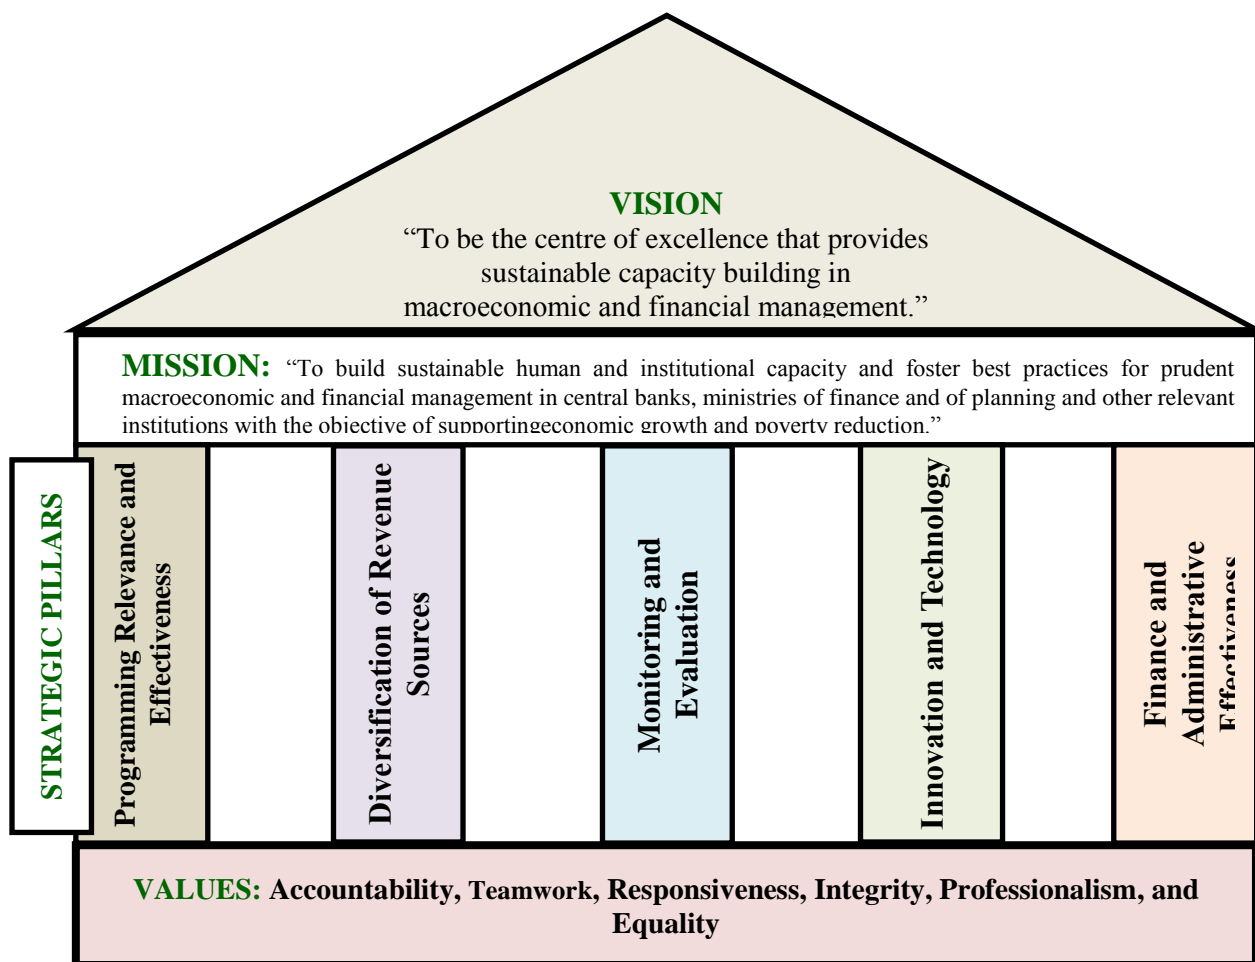 VISION
“To be the centre of excellence that provides
sustainable capacity building in
macroeconomic and financial management.”
MISSION: “To build sustainable human and institutional capacity and foster best practices for prudent
macroeconomic and financial management in central banks, ministries of finance and of planning and other relevant
institutions with the objective of supportingeconomic growth and poverty reduction.”
STRATEGIC PILLARS
Programming Relevance and
Effectiveness
Diversification of Revenue
Sources
Monitoring and
Evaluation
Innovation and Technology
Finance and
Administrative
Effectiveness
VALUES: Accountability, Teamwork, Responsiveness, Integrity, Professionalism, and
Equality